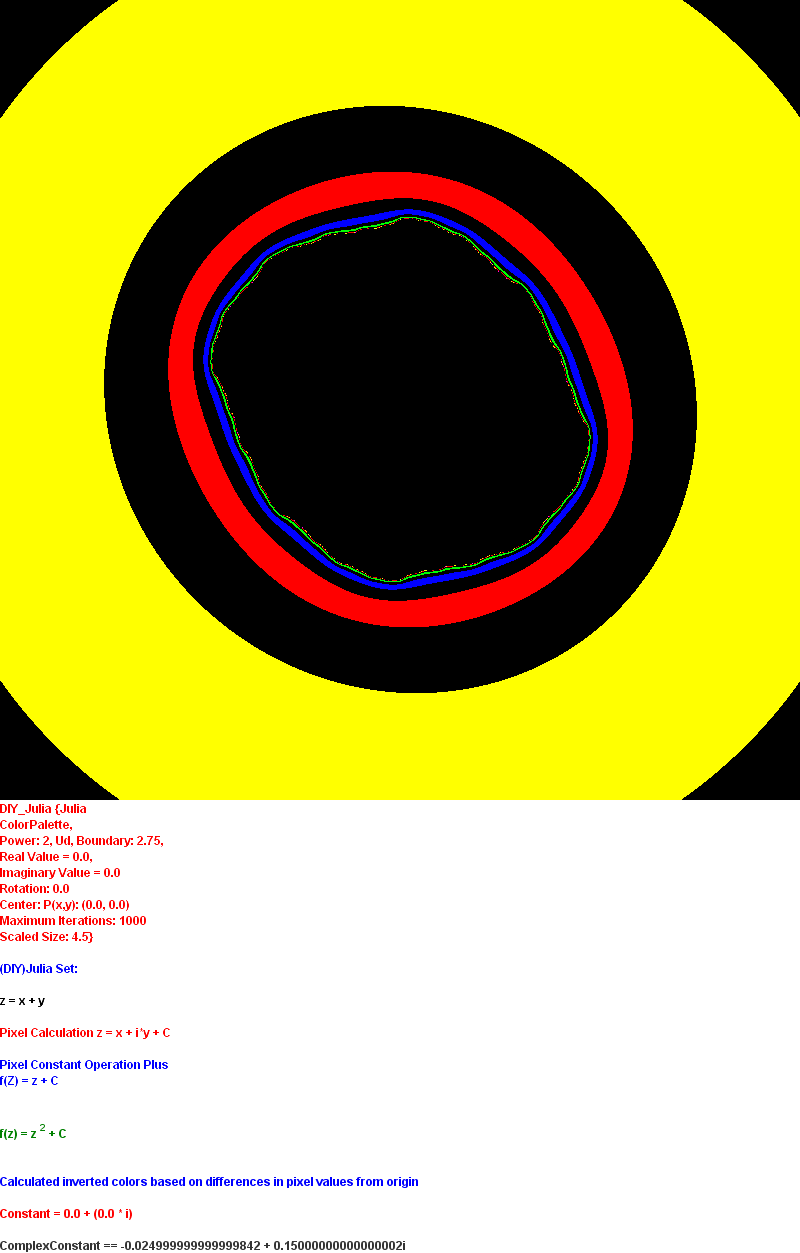 DIY_Julia {Julia
ColorPalette,
Power: 2, Ud, Boundary: 2.75,
Real Value = 0.0,
Imaginary Value = 0.0
Rotation: 0.0
Center: P(x,y): (0.0, 0.0)
Maximum Iterations: 1000
Scaled Size: 4.5}
(DIY)Julia Set:
z = x + y
Pixel Calculation z = x + i*y + C
Pixel Constant Operation Plus
f(Z) = z + C
f(z) = z 2 + C
Calculated inverted colors based on differences in pixel values from origin
Constant = 0.0 + (0.0 * i)
ComplexConstant == -0.024999999999999842 + 0.15000000000000002i